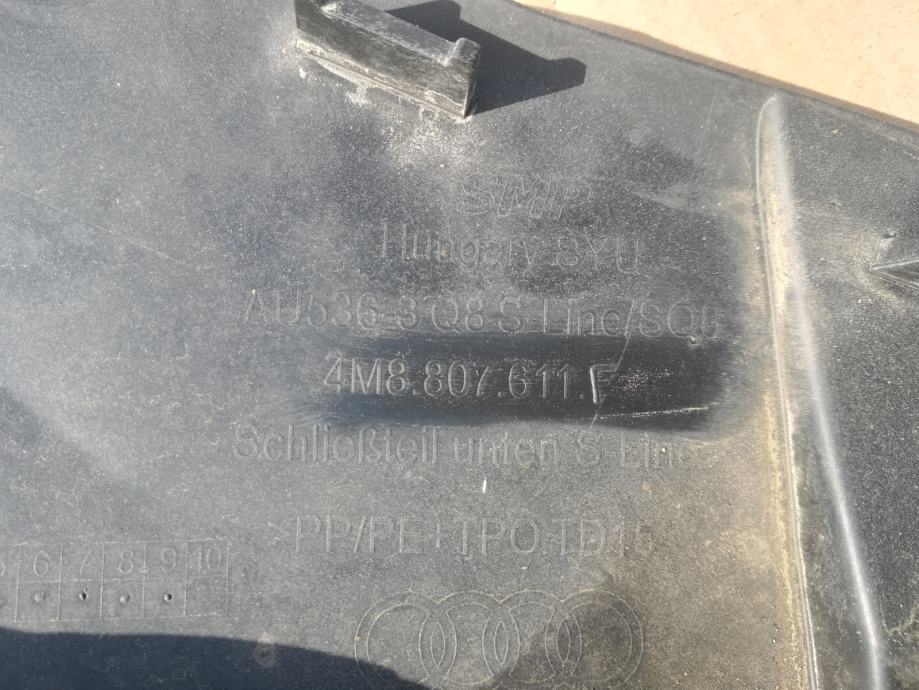 SMP
Hungary SYU
AU536-3 Q8 S Line/SQ8
4M8.807.611.F
Schließteil unten S Line
PP/PE+TPO.TD15
6 7 8 9 10